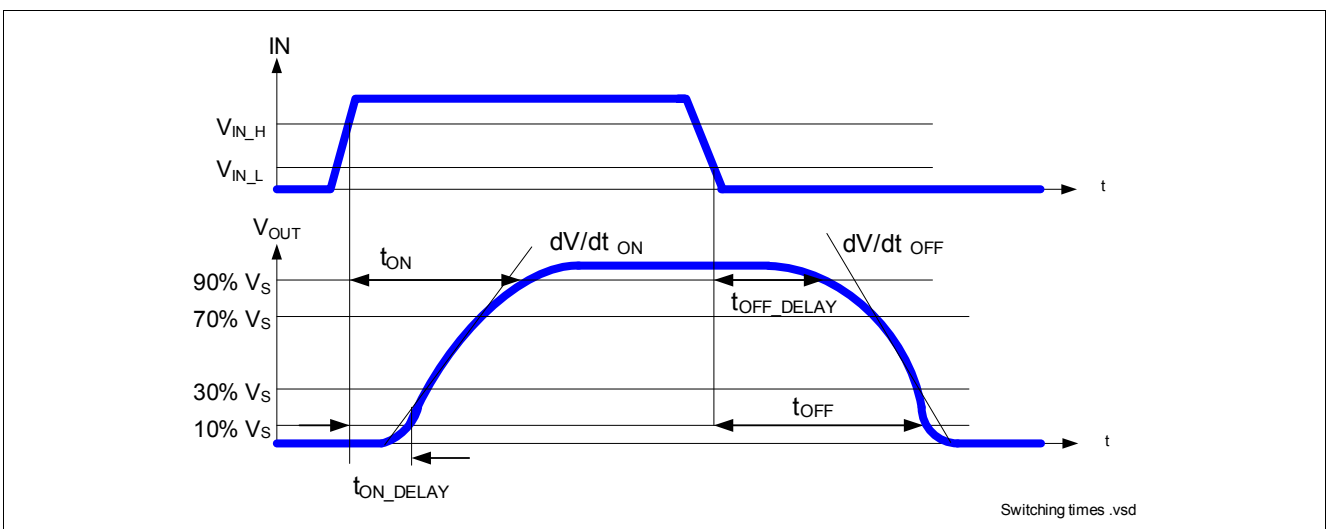 IN
V_IN_H
V_IN_L
t
V_OUT
dV/dt ON
dV/dt OFF
t_ON
90% V_S
t_OFF_DELAY
70% V_S
30% V_S
t_OFF
10% V_S
t
t_ON_DELAY
Switching times .vsd